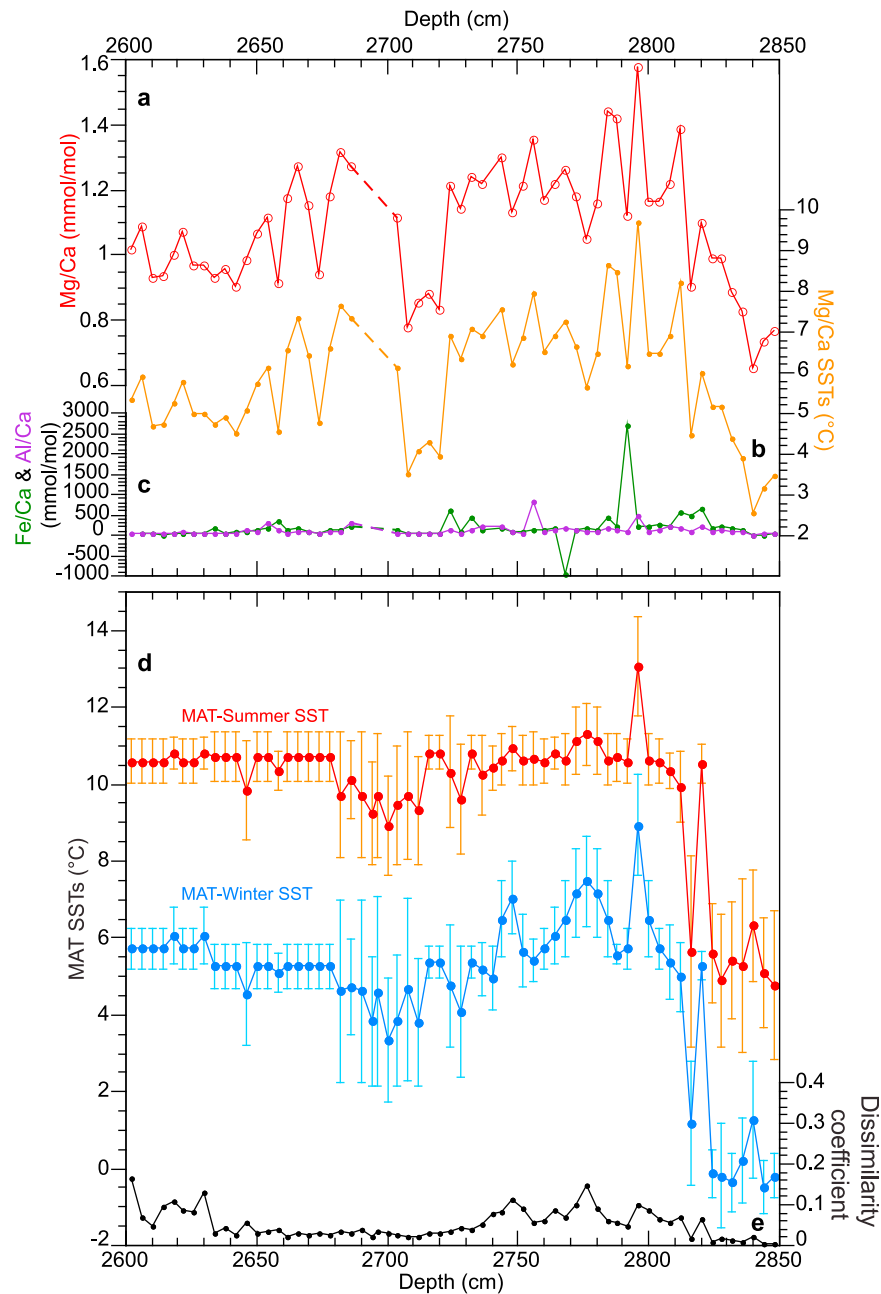 Depth (cm)
2600 2650 2700 2750 2800 2850
a
1.6
1.4
1.2
1
0.8
0.6
Mg/Ca (mmol/mol)
10
9
8
7
6
5
4
3
2
Mg/Ca SSTs (°C)
b
c
3000
2500
2000
1500
1000
500
0
-500
-1000
Fe/Ca & Al/Ca
(mmol/mol)
d
14
12
10
8
6
4
2
0
-2
MAT SSTs (°C)
MAT-Summer SST
MAT-Winter SST
0.4
0.3
0.2
0.1
0
Dissimilarity
coefficient
e
2600 2650 2700 2750 2800 2850
Depth (cm)